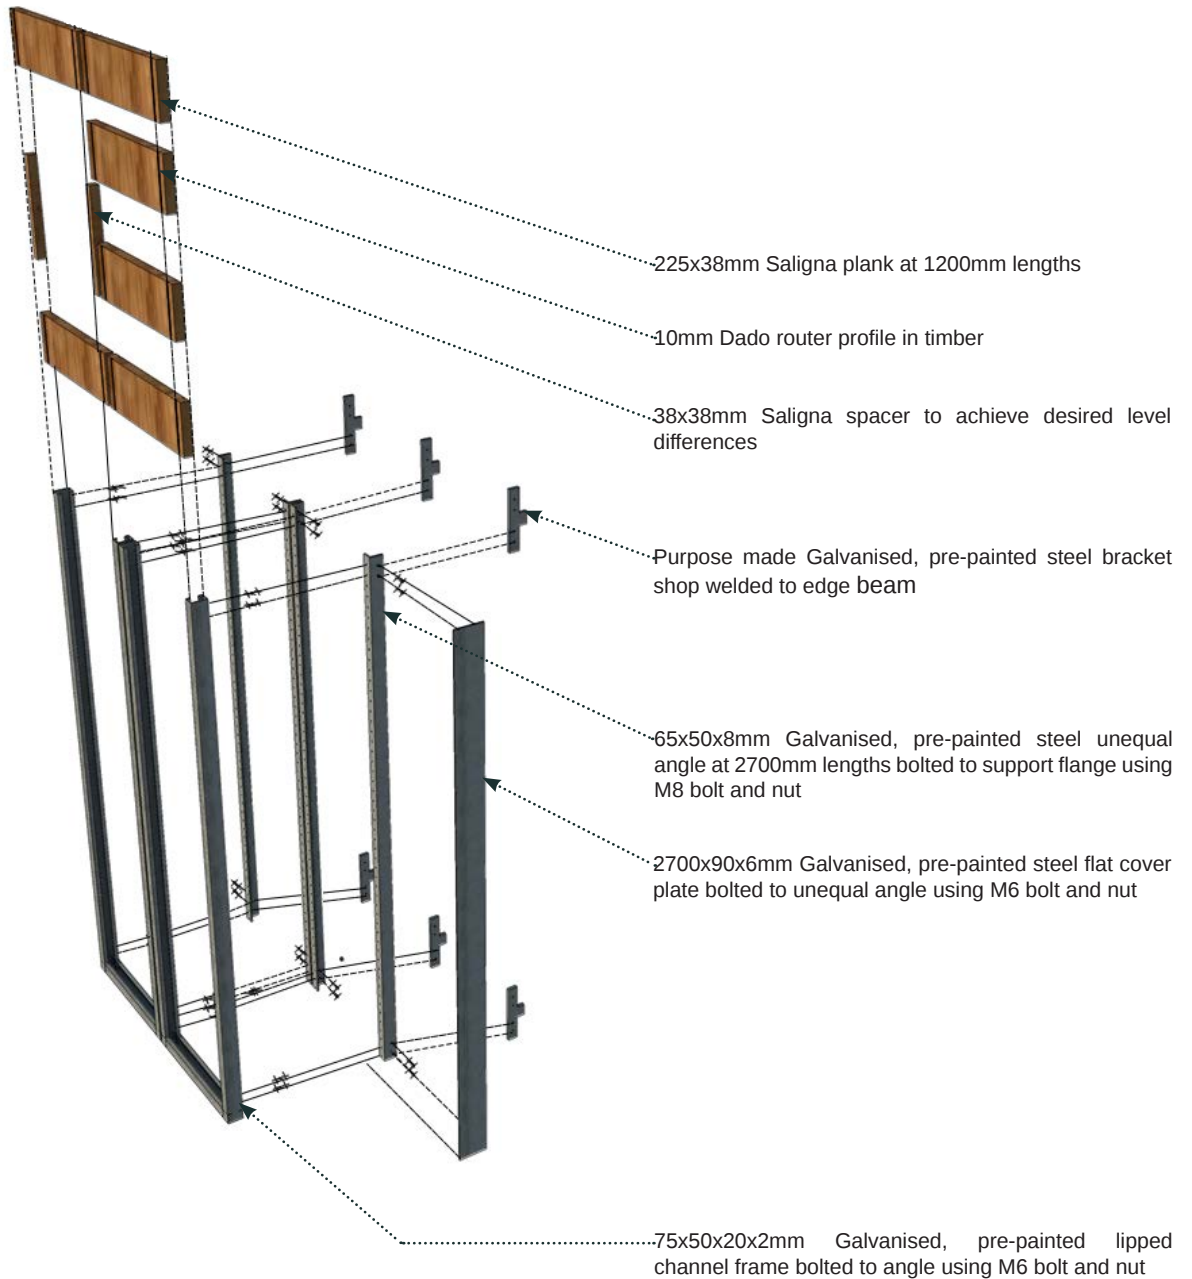 225x38mm Saligna plank at 1200mm lengths
10mm Dado router profile in timber
38x38mm Saligna spacer to achieve desired level
differences
Purpose made Galvanised, pre-painted steel bracket
shop welded to edge beam
65x50x8mm Galvanised, pre-painted steel unequal
angle at 2700mm lengths bolted to support flange using
M8 bolt and nut
2700x90x6mm Galvanised, pre-painted steel flat cover
plate bolted to unequal angle using M6 bolt and nut
75x50x20x2mm Galvanised, pre-painted lipped
channel frame bolted to angle using M6 bolt and nut